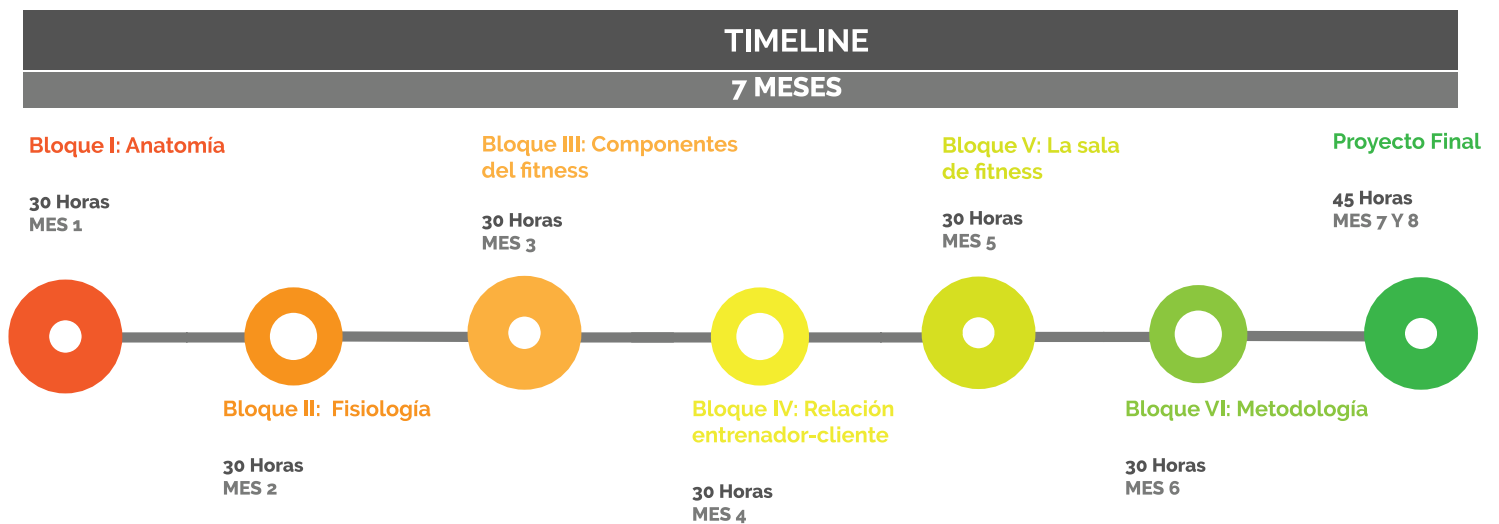 TIMELINE
7 MESES
Bloque I: Anatomía
30 Horas
MES 1
Bloque II:  Fisiología
30 Horas
MES 2
Bloque III: Componentes
del fitness
30 Horas
MES 3
Bloque IV: Relación
entrenador-cliente
30 Horas
MES 4
Bloque V: La sala
de fitness
30 Horas
MES 5
Bloque VI: Metodología
30 Horas
MES 6
Proyecto Final
45 Horas
MES 7 Y 8